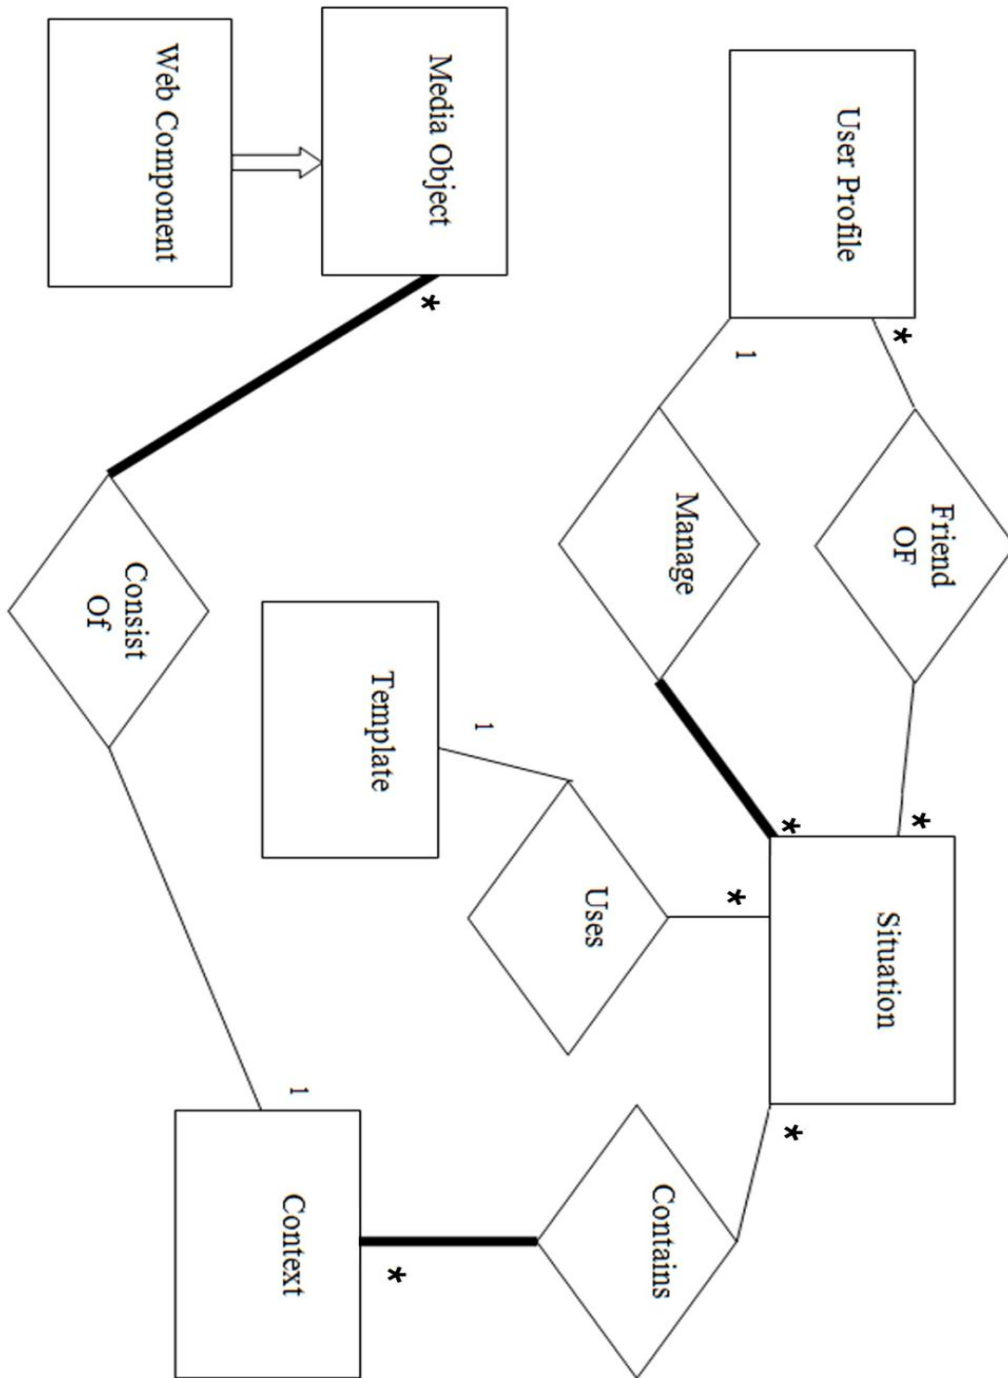 Friend
OF
User Profile
*
*
Situation
1
Manage
*
*
*
Contains
Uses
1
Media Object
*
Template
*
1
Context
Web Component
Consist
Of